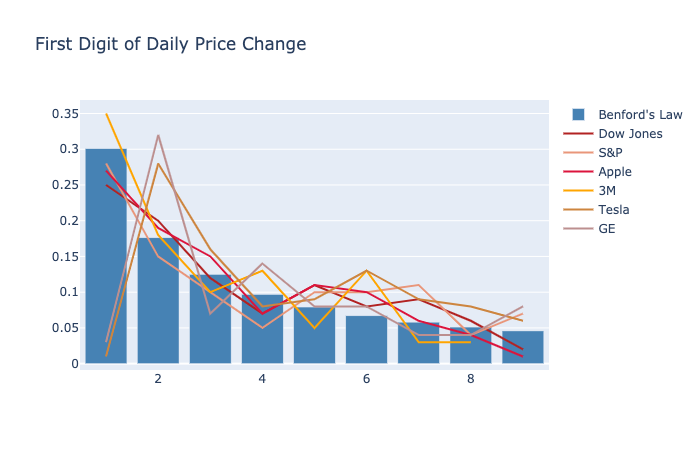 First Digit of Daily Price Change
0.35
0.3
0.25
0.2
0.15
0.1
0.05
0
2 4 6 8
Benford's Law
Dow Jones
S&P
Apple
3M
Tesla
GE